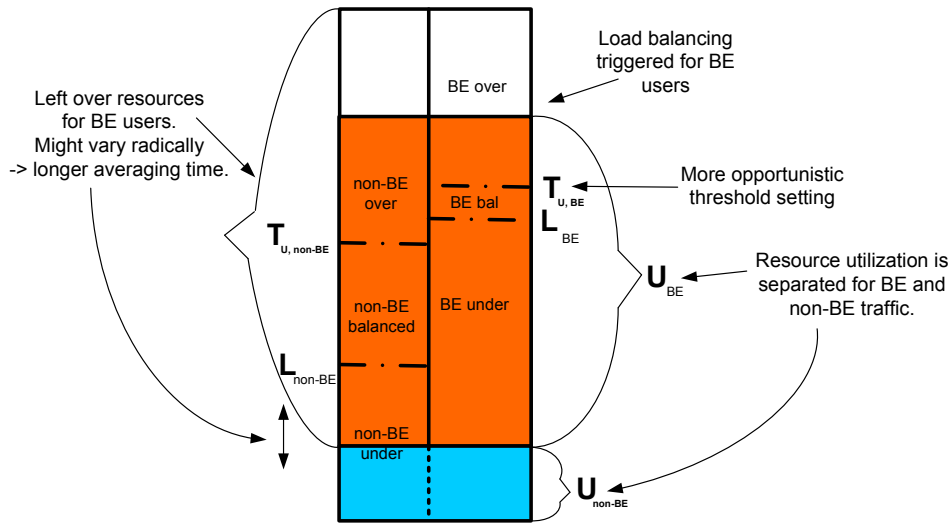 BE over
Load balancing
triggered for BE
users
Left over resources
for BE users.
Might vary radically
-> longer averaging time.
non-BE
over
BE bal
T U, BE
L BE
More opportunistic
threshold setting
T U, non-BE
U BE
Resource utilization is
separated for BE and
non-BE traffic.
non-BE
balanced
BE under
L non-BE
non-BE
under
U non-BE